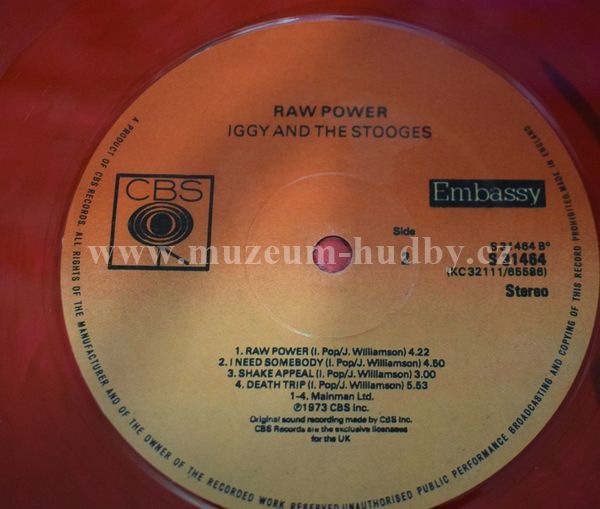 RAW POWER
IGGY AND THE STOOGES
CBS
Embassy
Side
2
S 31464 B°
S 31464
(KC 32111/65586)
Stereo
www.muzeum-hudby.cz
1. RAW POWER (I. Pop/J. Williamson) 4.22
2. I NEED SOMEBODY (I. Pop/J. Williamson) 4.50
3. SHAKE APPEAL (I. Pop/J. Williamson) 3.00
4. DEATH TRIP (I. Pop/J. Williamson) 5.53
1-4. Mainman Ltd.
℗1973 CBS Inc.
Original sound recording made by CBS Inc.
CBS Records are the exclusive licensees
for the UK
A PRODUCT OF CBS RECORDS. ALL RIGHTS OF THE MANUFACTURER AND OF THE OWNER OF THE RECORDED WORK RESERVED. UNAUTHORISED PUBLIC PERFORMANCE BROADCASTING AND COPYING OF THIS RECORD PROHIBITED. MADE IN ENGLAND